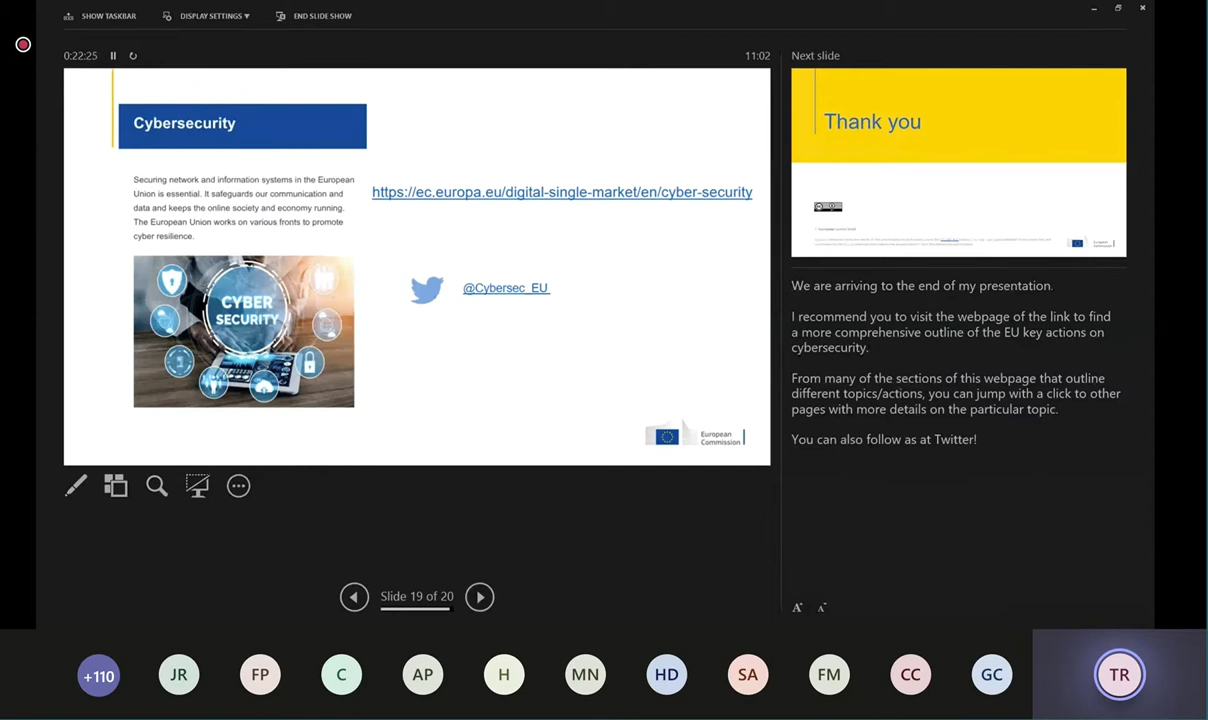 SHOW TASKBAR
DISPLAY SETTINGS ▾
END SLIDE SHOW
0:22:25
11:02
Next slide
Cybersecurity
Securing network and information systems in the European
Union is essential. It safeguards our communication and
data and keeps the online society and economy running.
The European Union works on various fronts to promote
cyber resilience.
https://ec.europa.eu/digital-single-market/en/cyber-security
@Cybersec_EU
CYBER
SECURITY
European
Commission
Thank you
European
Commission
We are arriving to the end of my presentation.
I recommend you to visit the webpage of the link to find
a more comprehensive outline of the EU key actions on
cybersecurity.
From many of the sections of this webpage that outline
different topics/actions, you can jump with a click to other
pages with more details on the particular topic.
You can also follow as at Twitter!
Slide 19 of 20
A A
+110
JR
FP
C
AP
H
MN
HD
SA
FM
CC
GC
TR